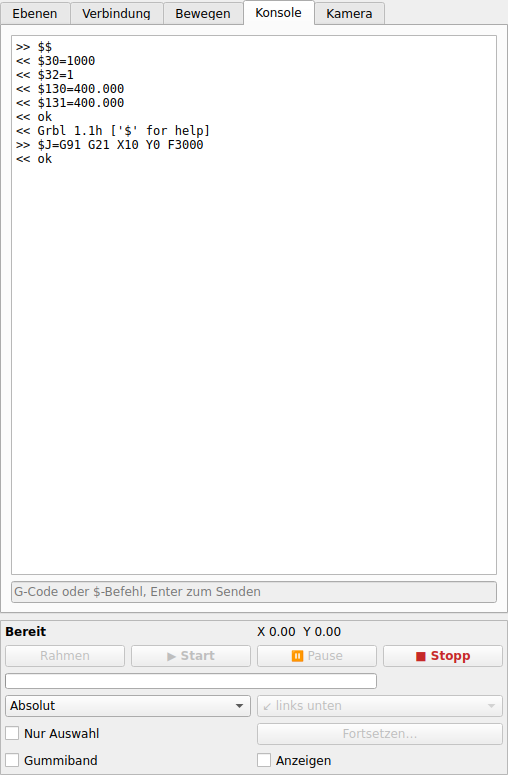 Ebenen Verbindung Bewegen Konsole Kamera
>> $$
<< $30=1000
<< $32=1
<< $130=400.000
<< $131=400.000
<< ok
<< Grbl 1.1h ['$' for help]
>> $J=G91 G21 X10 Y0 F3000
<< ok
G-Code oder $-Befehl, Enter zum Senden
Bereit X 0.00 Y 0.00
Rahmen ▶ Start ⏸ Pause ■ Stopp
Absolut ↙ links unten
Nur Auswahl Fortsetzen...
Gummiband Anzeigen